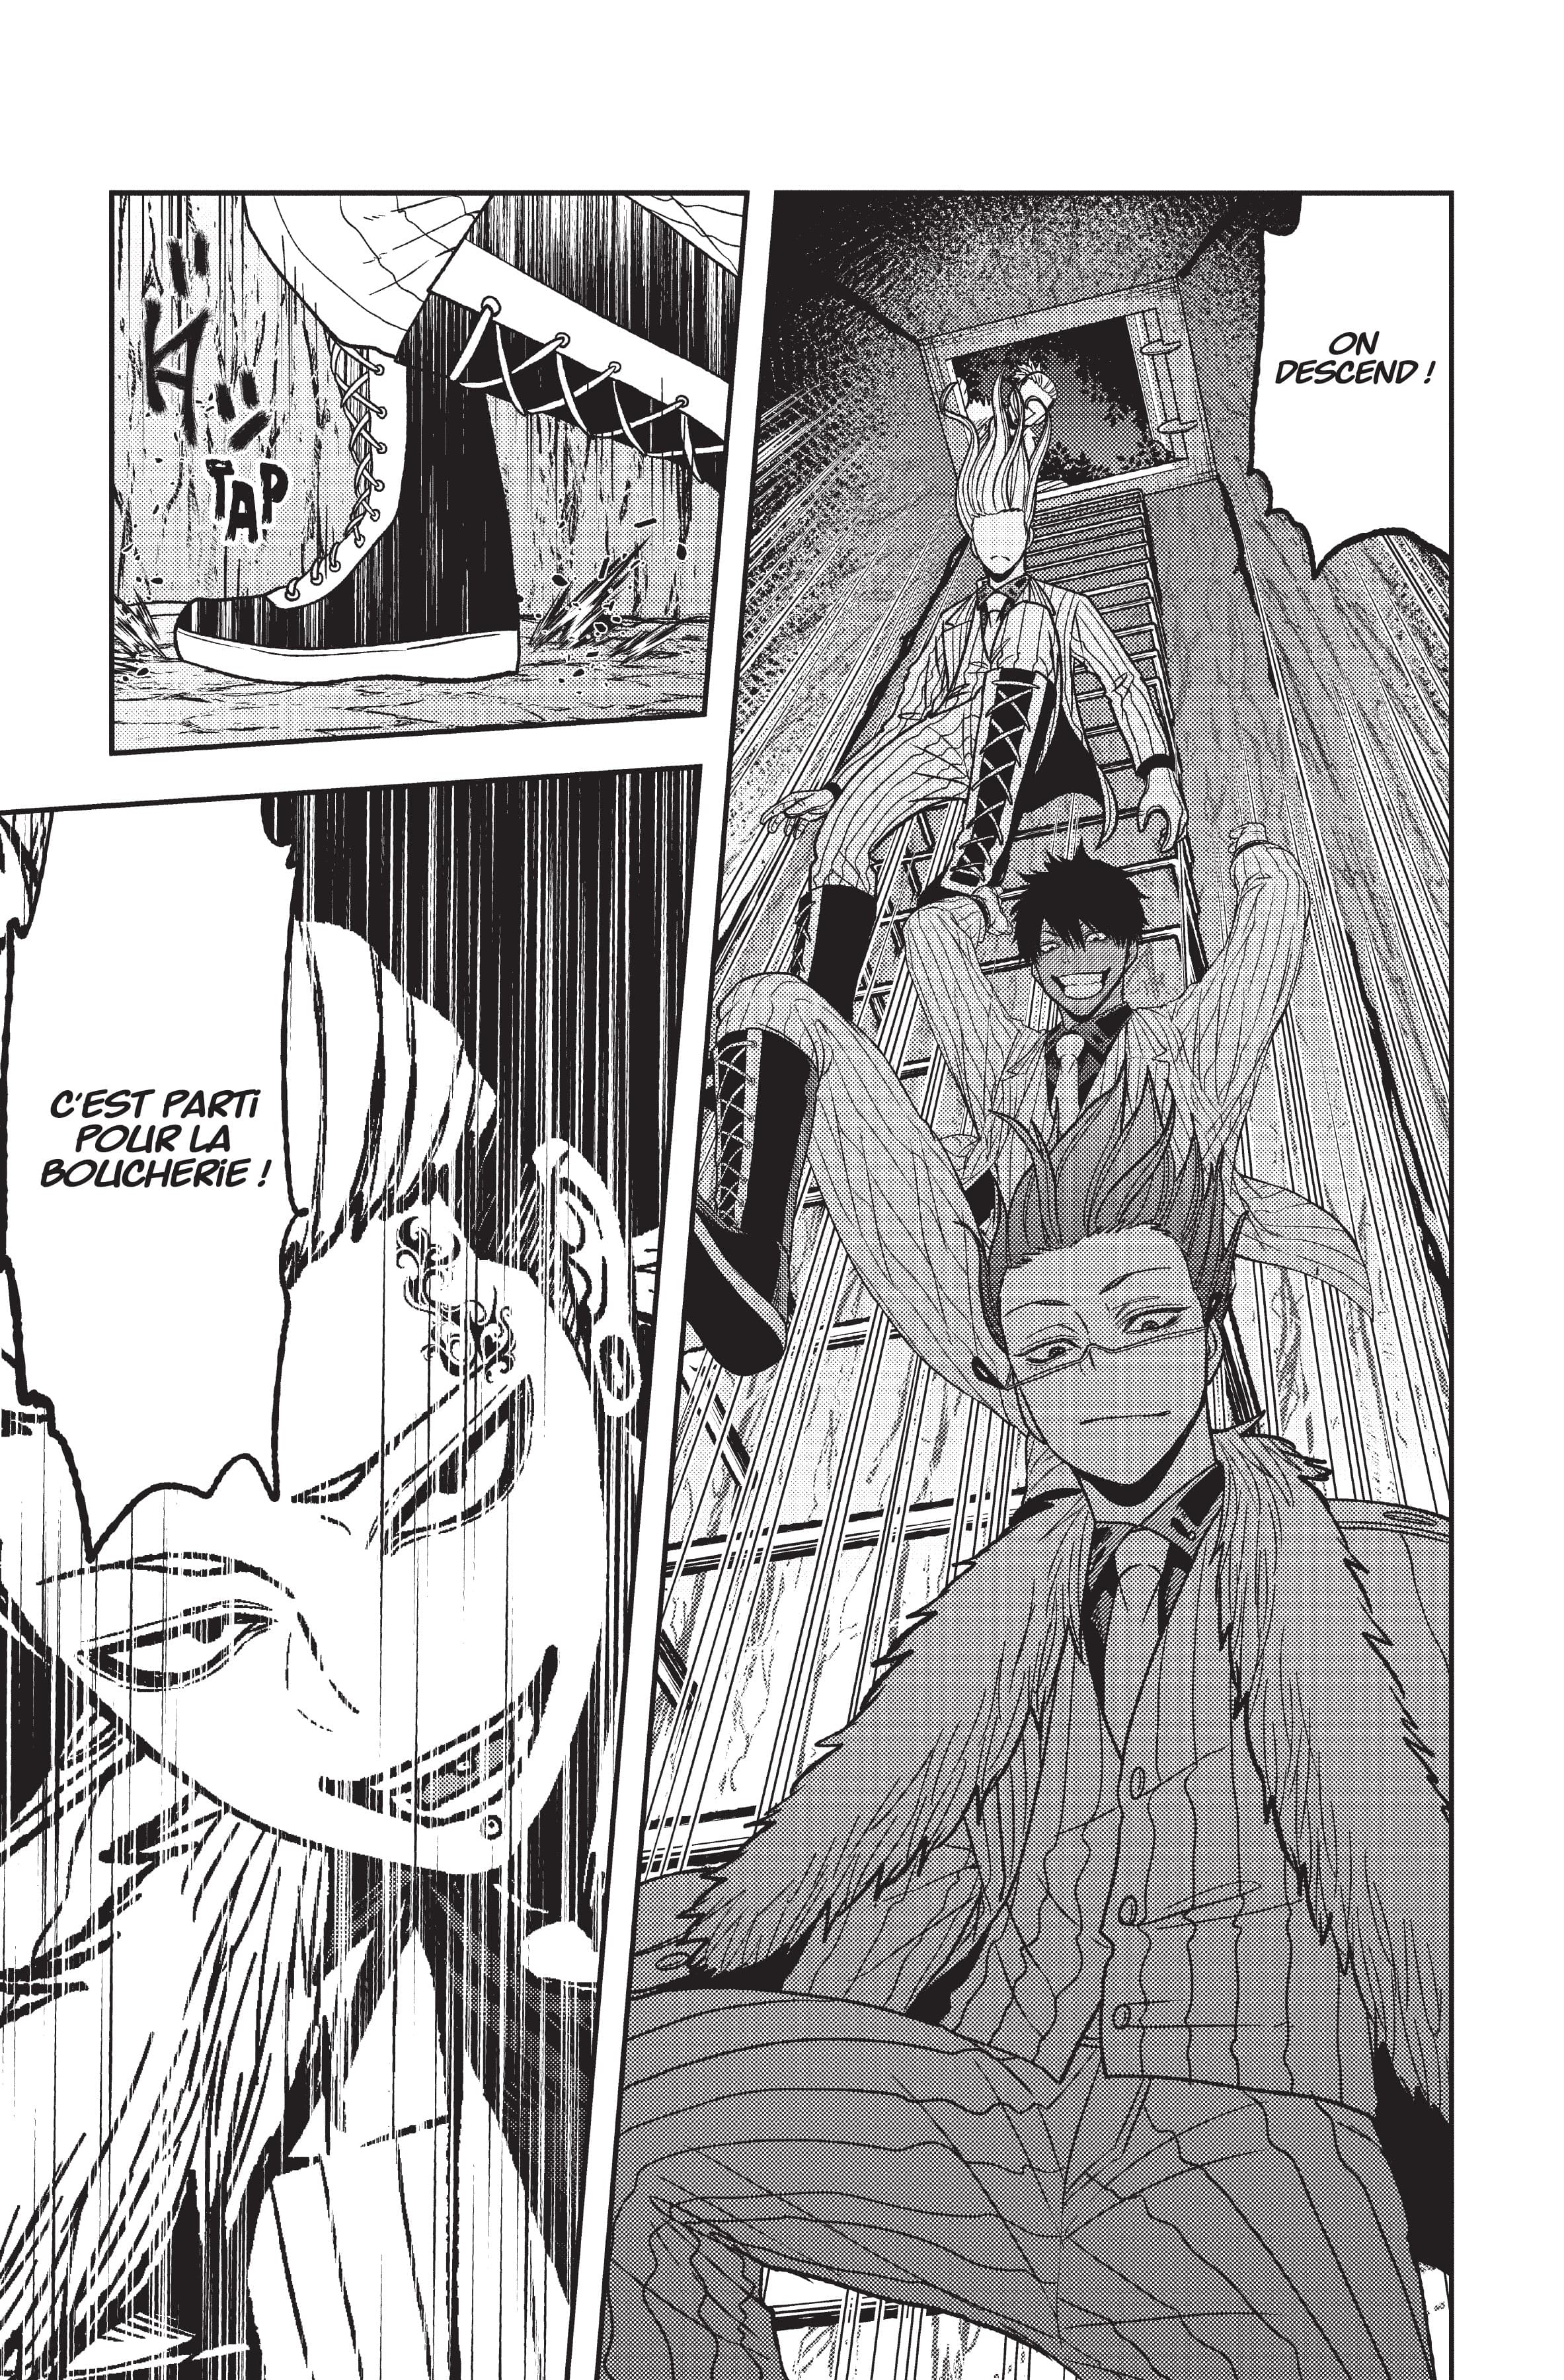 ON
DESCEND !
TAP
C'EST PARTI
POUR LA
BOUCHERIE !